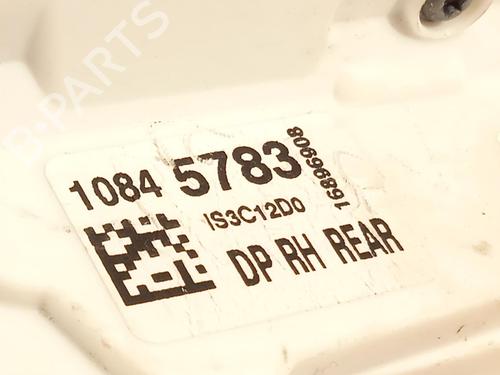 B-PARTS
1084 5783
16896908
IS3C12D0
DP RH REAR